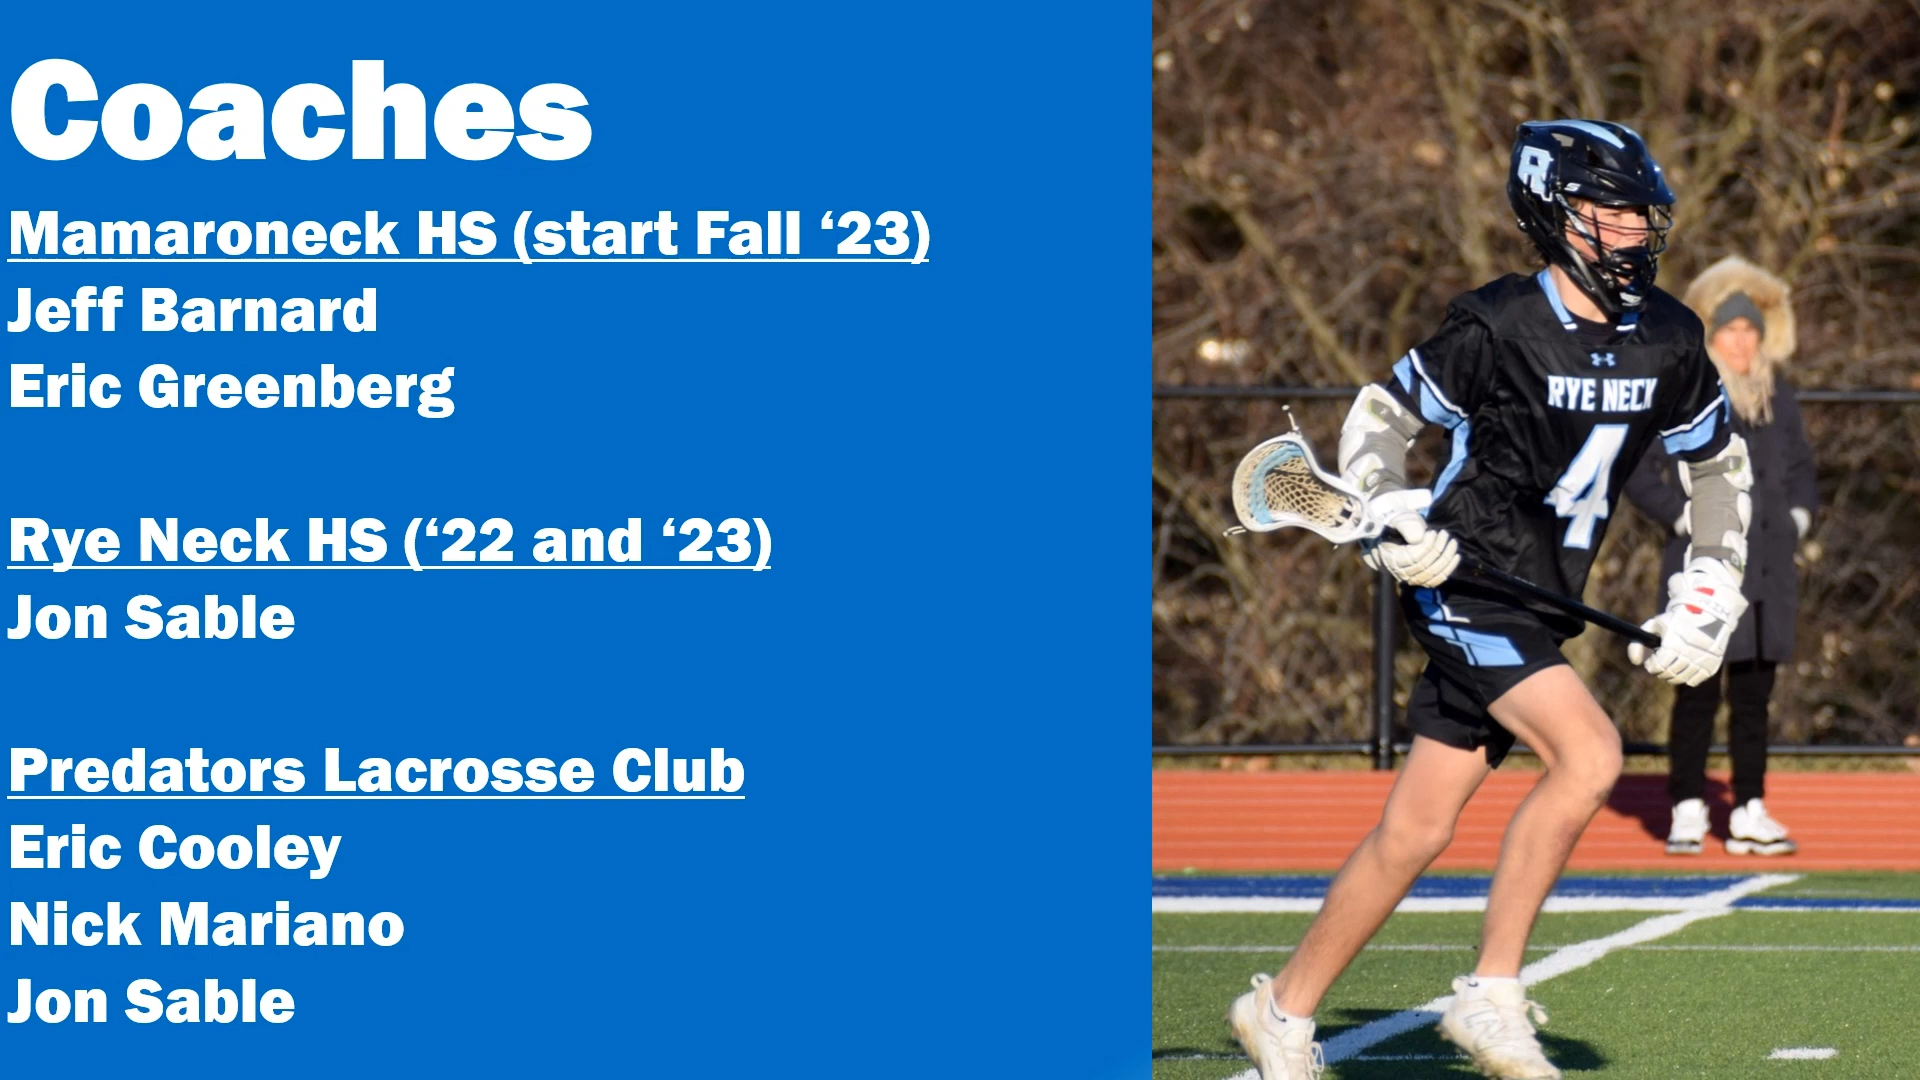 Coaches
Mamaroneck HS (start Fall ‘23)
Jeff Barnard
Eric Greenberg
Rye Neck HS (‘22 and ‘23)
Jon Sable
Predators Lacrosse Club
Eric Cooley
Nick Mariano
Jon Sable
R
RYE NECK
4